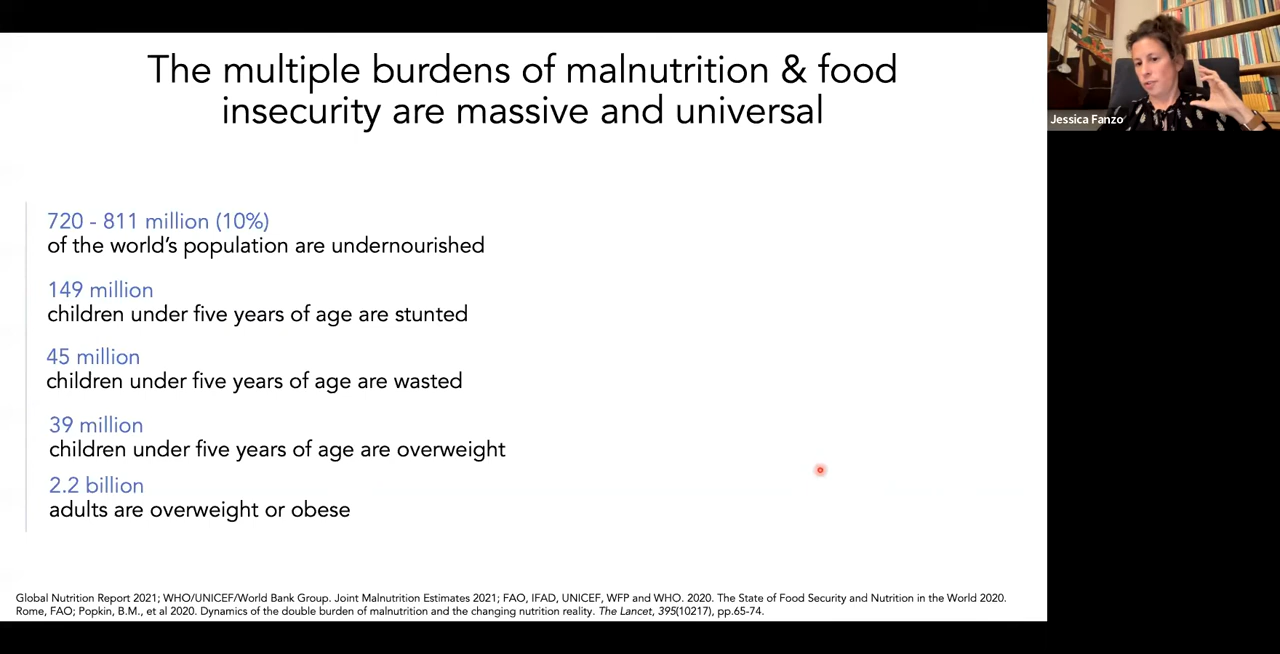 The multiple burdens of malnutrition & food
insecurity are massive and universal
Jessica Fanzo
720 - 811 million (10%)
of the world's population are undernourished
149 million
children under five years of age are stunted
45 million
children under five years of age are wasted
39 million
children under five years of age are overweight
2.2 billion
adults are overweight or obese
Global Nutrition Report 2021; WHO/UNICEF/World Bank Group. Joint Malnutrition Estimates 2021; FAO, IFAD, UNICEF, WFP and WHO. 2020. The State of Food Security and Nutrition in the World 2020.
Rome, FAO; Popkin, B.M., et al 2020. Dynamics of the double burden of malnutrition and the changing nutrition reality. The Lancet, 395(10217), pp.65-74.